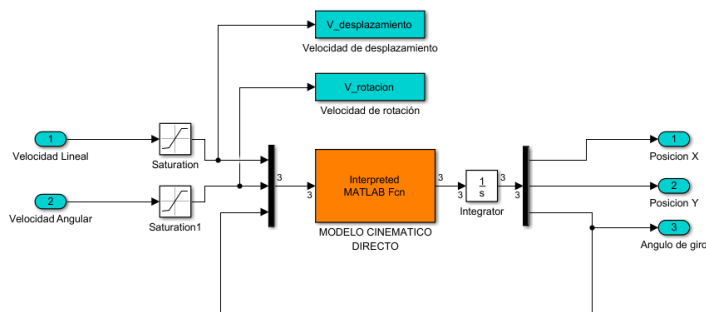 V_desplazamiento
Velocidad de desplazamiento
V_rotacion
Velocidad de rotación
1
Velocidad Lineal
Saturation
2
Velocidad Angular
Saturation1
3
3
Interpreted
MATLAB Fcn
MODELO CINEMATICO
DIRECTO
3
3
1
s
Integrator
3
3
1
Posicion X
2
Posicion Y
3
Angulo de giro